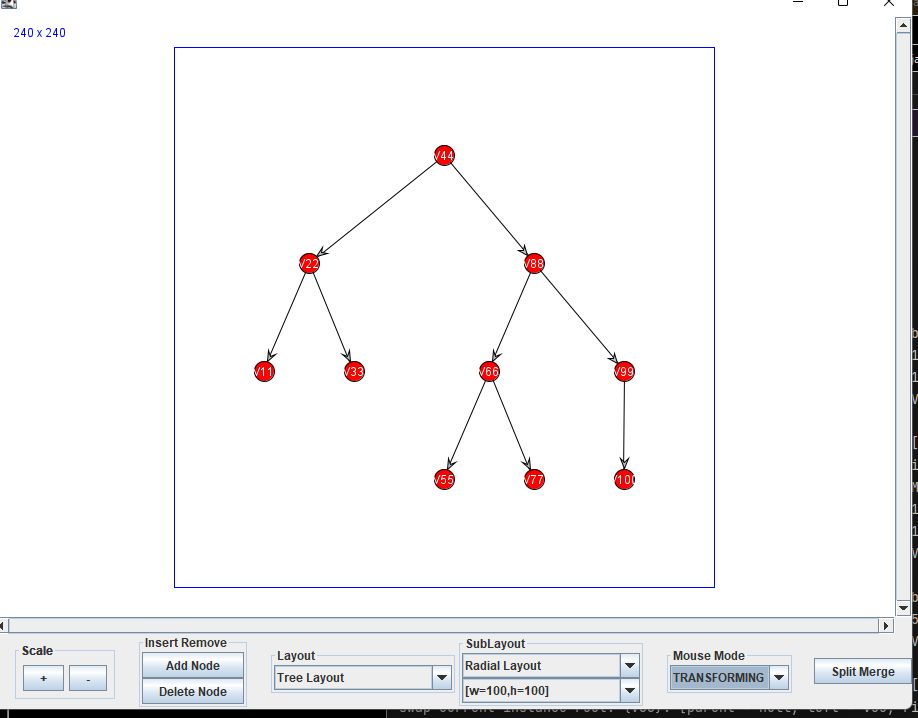 240 x 240
V44
V22
V88
V11
V33
V66
V99
V55
V77
V100
Scale
+
-
Insert Remove
Add Node
Delete Node
Layout
Tree Layout
SubLayout
Radial Layout
[w=100,h=100]
Mouse Mode
TRANSFORMING
Split Merge